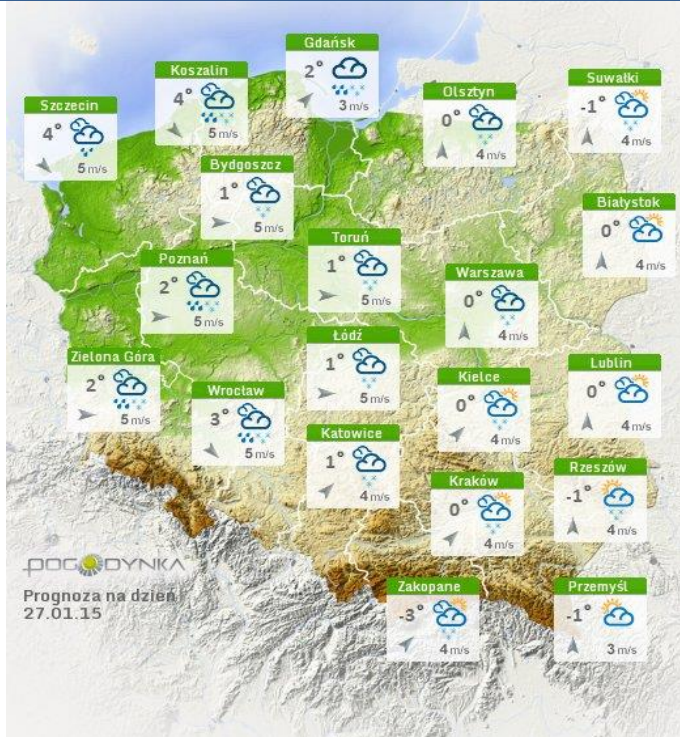 Gdańsk
2°
3 m/s
Koszalin
4°
5 m/s
Suwałki
-1°
4 m/s
Olsztyn
0°
4 m/s
Szczecin
4°
5 m/s
Bydgoszcz
1°
5 m/s
Białystok
0°
4 m/s
Toruń
1°
5 m/s
Poznań
2°
5 m/s
Warszawa
0°
4 m/s
Łódź
1°
5 m/s
Zielona Góra
2°
5 m/s
Lublin
0°
4 m/s
Kielce
0°
4 m/s
Wrocław
3°
5 m/s
Katowice
1°
4 m/s
Rzeszów
-1°
4 m/s
Kraków
0°
4 m/s
POGODYNKA
Prognoza na dzień
27.01.15
Zakopane
-3°
4 m/s
Przemyśl
-1°
3 m/s